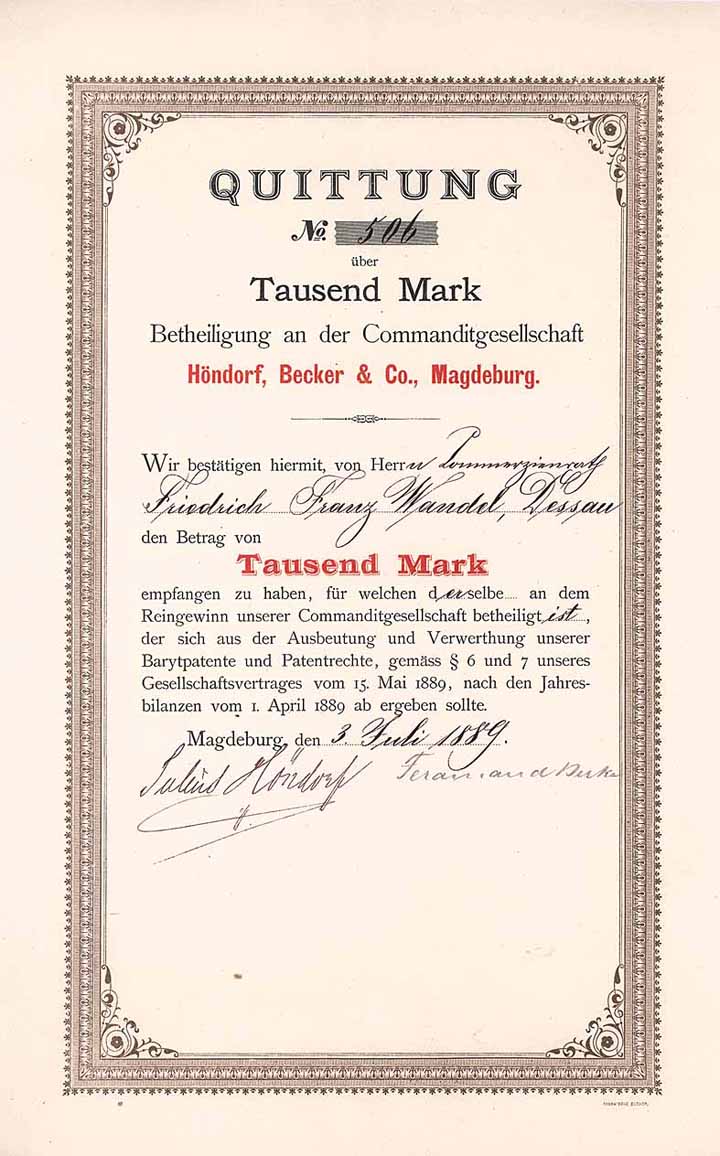 QUITTUNG
No. 506
über
Tausend Mark
Betheiligung an der Commanditgesellschaft
Höndorf, Becker & Co., Magdeburg.
Wir bestätigen hiermit, von Herrn Commerzienrath
Friedrich Franz Wandel, Dessau
den Betrag von
Tausend Mark
empfangen zu haben, für welchen derselbe an dem
Reingewinn unserer Commanditgesellschaft betheiligt ist,
der sich aus der Ausbeutung und Verwerthung unserer
Barytpatente und Patentrechte, gemäss § 6 und 7 unseres
Gesellschaftsvertrages vom 15. Mai 1889, nach den Jahres-
bilanzen vom 1. April 1889 ab ergeben sollte.
Magdeburg, den 3. Juli 1889.
Julius Höndorf